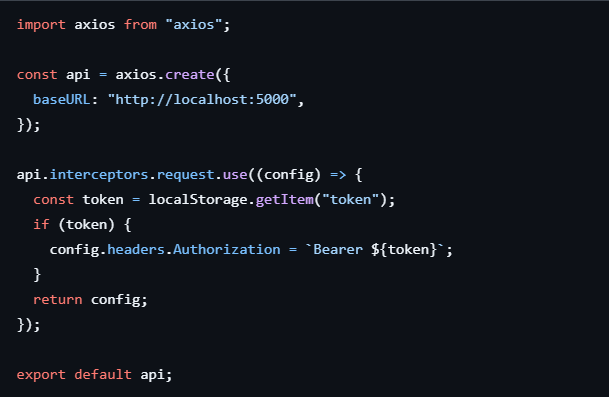 import axios from "axios";
const api = axios.create({
  baseURL: "http://localhost:5000",
});
api.interceptors.request.use((config) => {
  const token = localStorage.getItem("token");
  if (token) {
    config.headers.Authorization = `Bearer ${token}`;
  }
  return config;
});
export default api;